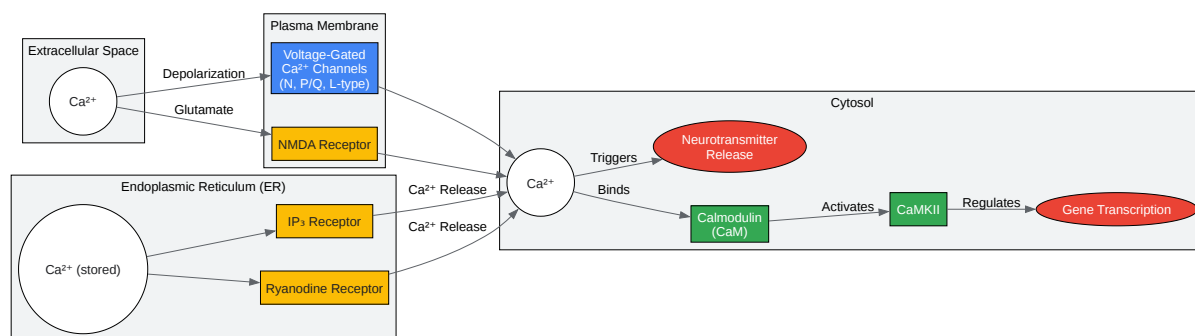 Plasma Membrane
Extracellular Space
Voltage-Gated
Ca²⁺ Channels
(N, P/Q, L-type)
Depolarization
Ca²⁺
Glutamate
NMDA Receptor
Cytosol
Neurotransmitter
Release
Triggers
Ca²⁺
Binds
Calmodulin
(CaM)
Activates
CaMKII
Regulates
Gene Transcription
Endoplasmic Reticulum (ER)
Ca²⁺ Release
IP₃ Receptor
Ca²⁺ Release
Ca²⁺ (stored)
Ryanodine Receptor